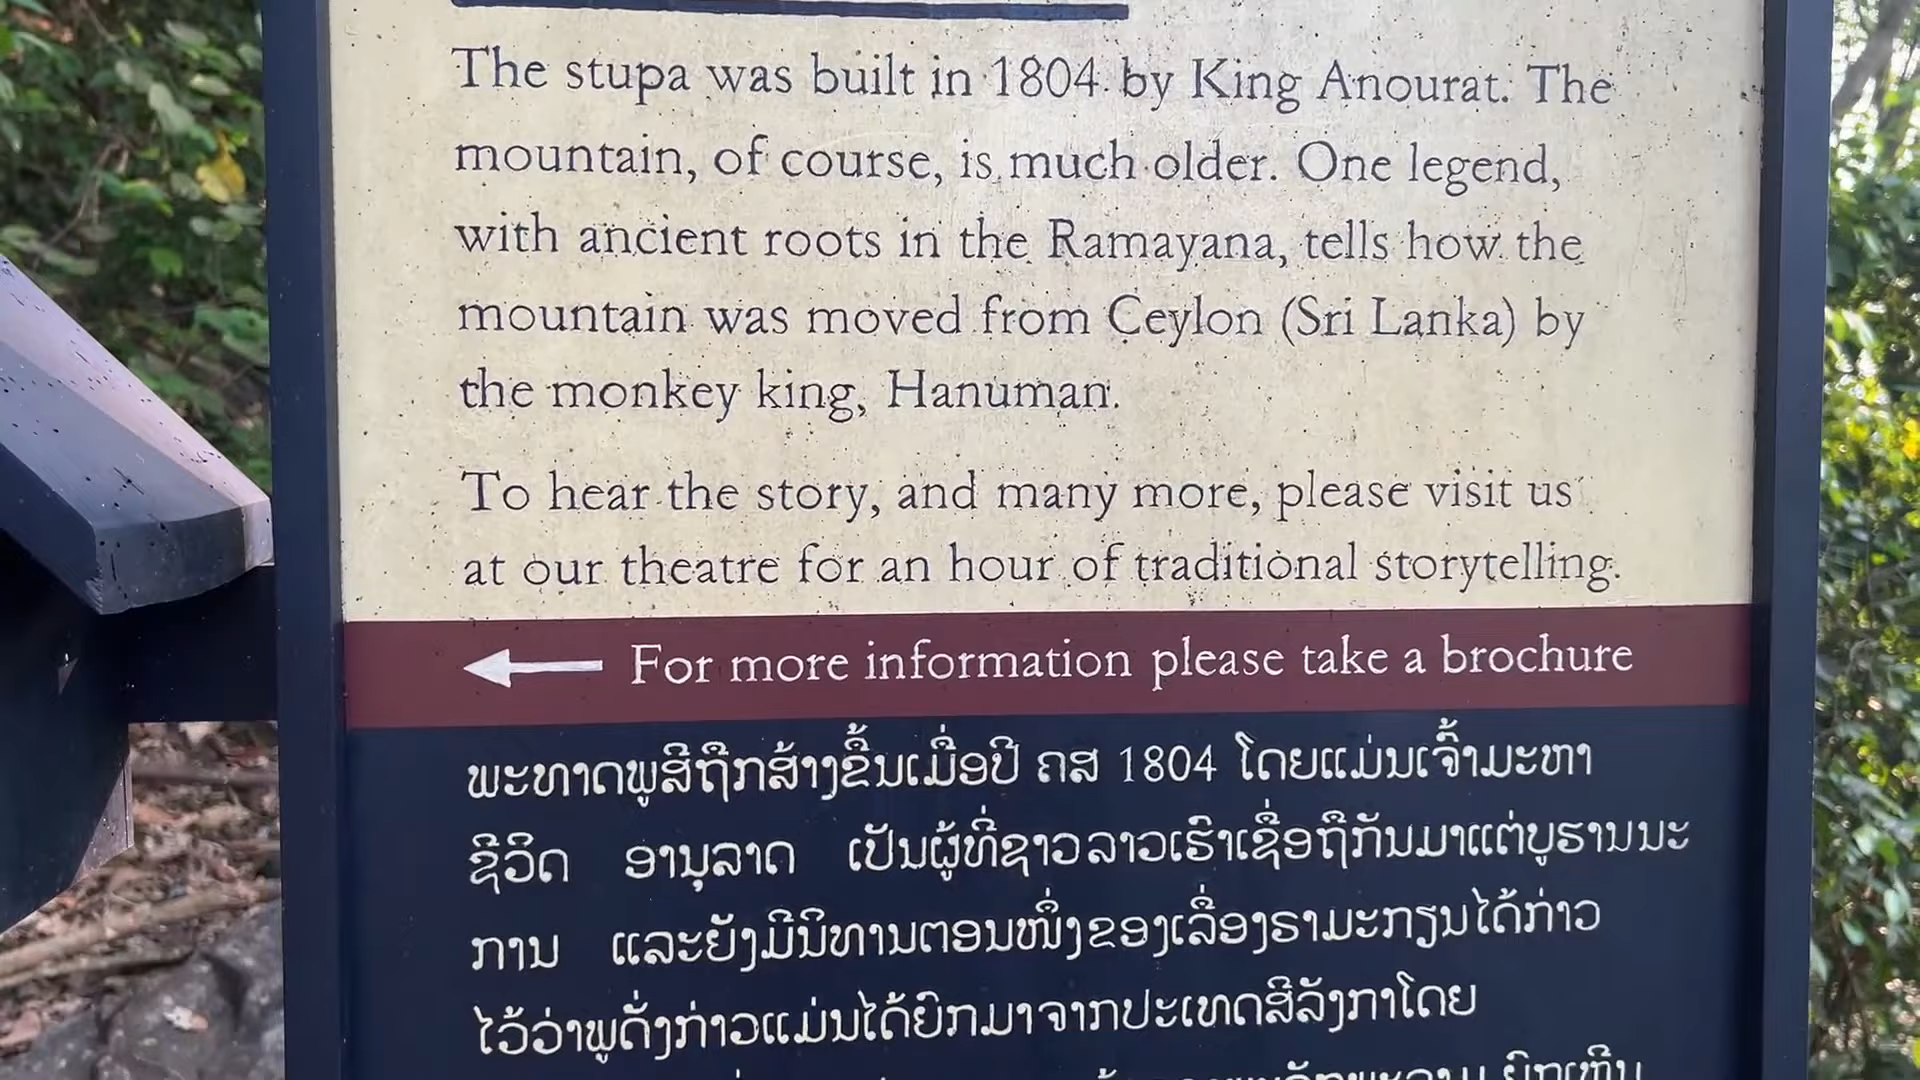 The stupa was built in 1804 by King Anourat. The
mountain, of course, is much older. One legend,
with ancient roots in the Ramayana, tells how the
mountain was moved from Ceylon (Sri Lanka) by
the monkey king, Hanuman.
To hear the story, and many more, please visit us
at our theatre for an hour of traditional storytelling.
For more information please take a brochure
ພະທາດພູສີຖືກສ້າງຂຶ້ນເມື່ອປີ ຄສ 1804 ໂດຍແມ່ນເຈົ້າມະຫາ
ຊີວິດ ອານຸລາດ ເປັນຜູ້ທີ່ຊາວລາວເຮົາເຊື່ອຖືກັນມາແຕ່ບູຮານນະ
ການ ແລະຍັງມີນິທານຕອນໜຶ່ງຂອງເລື່ອງຣາມະກຽນໄດ້ກ່າວ
ໄວ້ວ່າພູດັ່ງກ່າວແມ່ນໄດ້ຍົກມາຈາກປະເທດສີລັງກາໂດຍ